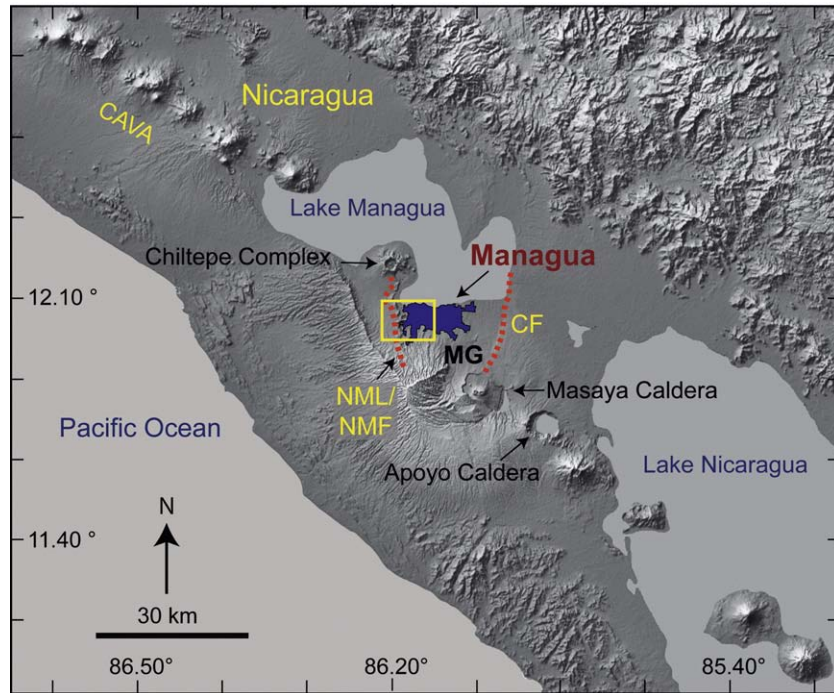 Nicaragua
CAVA
Lake Managua
Chiltepe Complex
Managua
12.10 °
CF
MG
NML/
NMF
Masaya Caldera
Pacific Ocean
Apoyo Caldera
Lake Nicaragua
N
11.40 °
30 km
86.50°
86.20°
85.40°